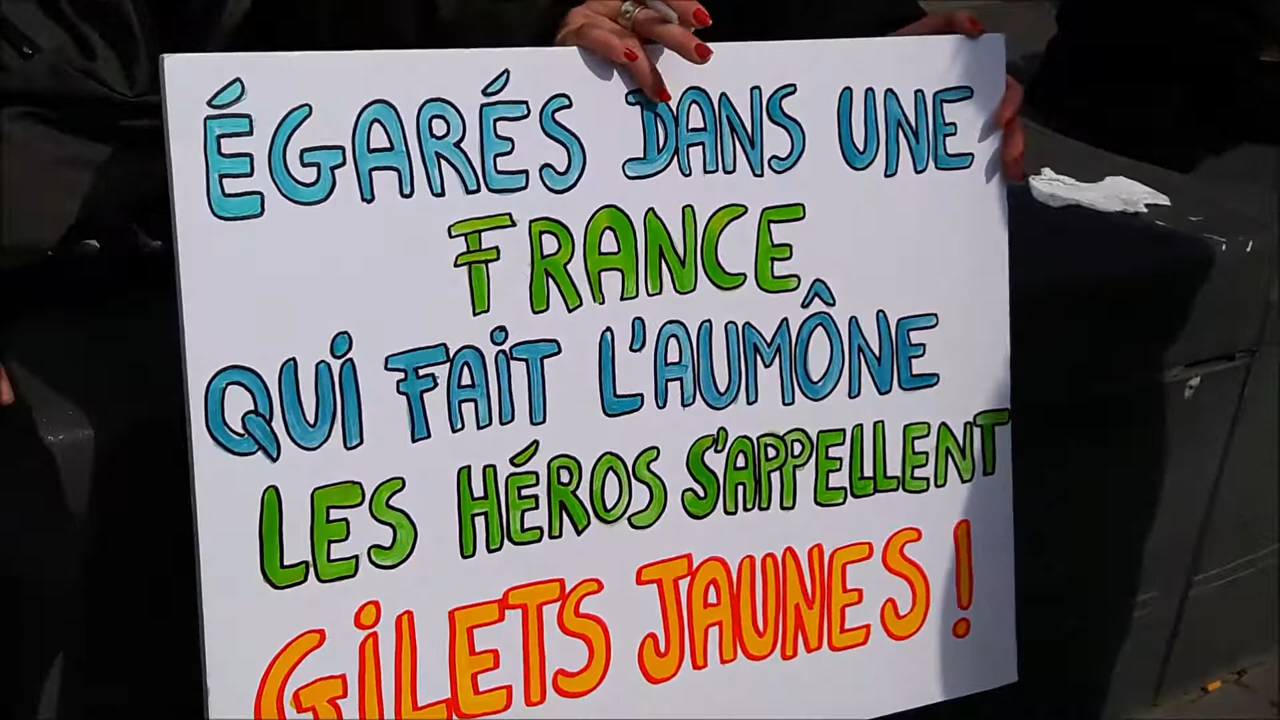 ÉGARÉS DANS UNE
FRANCE
QUI FAIT L'AUMÔNE
LES HÉROS S'APPELLENT
GILETS JAUNES !